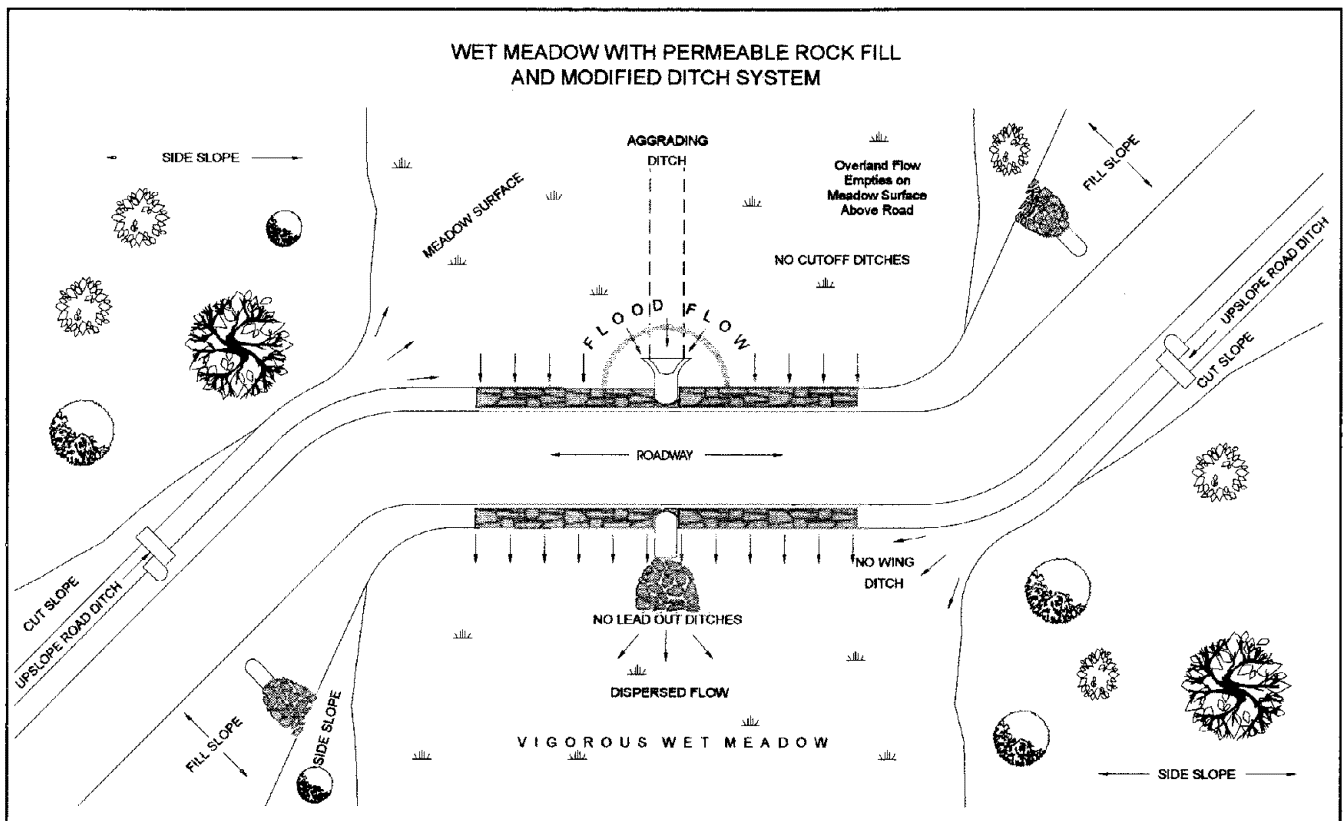 WET MEADOW WITH PERMEABLE ROCK FILL
AND MODIFIED DITCH SYSTEM
SIDE SLOPE
AGGRADING
DITCH
Overland Flow
Empties on
Meadow Surface
Above Road
FILL SLOPE
MEADOW SURFACE
NO CUTOFF DITCHES
UPSLOPE ROAD DITCH
CUT SLOPE
FLOOD FLOW
ROADWAY
CUT SLOPE
UPSLOPE ROAD DITCH
NO WING
DITCH
NO LEAD OUT DITCHES
DISPERSED FLOW
FILL SLOPE
SIDE SLOPE
VIGOROUS WET MEADOW
SIDE SLOPE